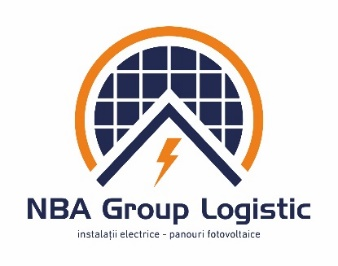 NBA Group Logistic
instalații electrice - panouri fotovoltaice